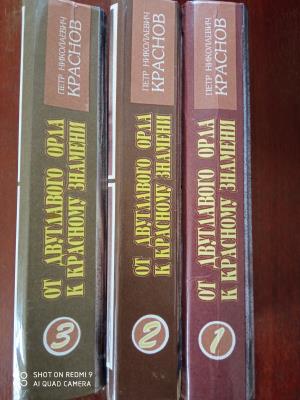 ПЕТР НИКОЛАЕВИЧ
КРАСНОВ
ОТ ДВУГЛАВОГО ОРЛА
К КРАСНОМУ ЗНАМЕНИ
3
ПЕТР НИКОЛАЕВИЧ
КРАСНОВ
ОТ ДВУГЛАВОГО ОРЛА
К КРАСНОМУ ЗНАМЕНИ
2
ПЕТР НИКОЛАЕВИЧ
КРАСНОВ
ОТ ДВУГЛАВОГО ОРЛА
К КРАСНОМУ ЗНАМЕНИ
1
SHOT ON REDMI 9
AI QUAD CAMERA